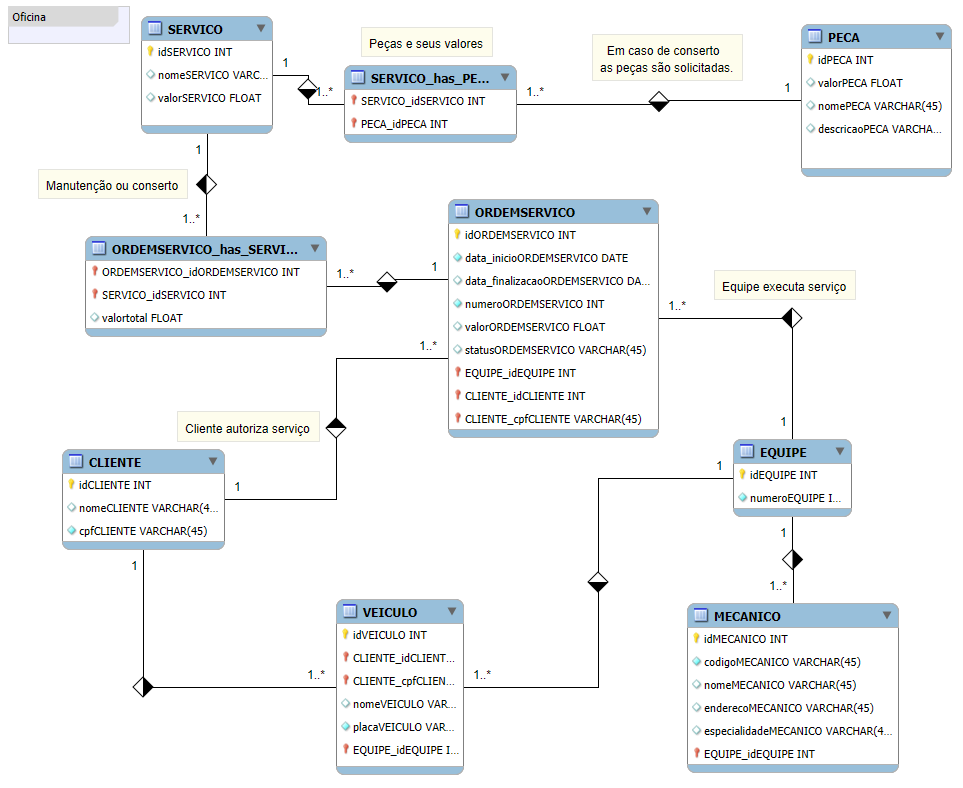 Oficina
SERVICO
idSERVICO INT
nomeSERVICO VARC...
valorSERVICO FLOAT
1
1..*
Peças e seus valores
SERVICO_has_PE...
SERVICO_idSERVICO INT
PECA_idPECA INT
1..*
Em caso de conserto
as peças são solicitadas.
1
PECA
idPECA INT
valorPECA FLOAT
nomePECA VARCHAR(45)
descricaoPECA VARCHA...
1
Manutenção ou conserto
1..*
ORDEMSERVICO_has_SERVI...
ORDEMSERVICO_idORDEMSERVICO INT
SERVICO_idSERVICO INT
valortotal FLOAT
1..*
1
ORDEMSERVICO
idORDEMSERVICO INT
data_inicioORDEMSERVICO DATE
data_finalizacaoORDEMSERVICO DA...
numeroORDEMSERVICO INT
valorORDEMSERVICO FLOAT
statusORDEMSERVICO VARCHAR(45)
EQUIPE_idEQUIPE INT
CLIENTE_idCLIENTE INT
CLIENTE_cpfCLIENTE VARCHAR(45)
1..*
Equipe executa serviço
1
1..*
Cliente autoriza serviço
1
CLIENTE
idCLIENTE INT
nomeCLIENTE VARCHAR(4...
cpfCLIENTE VARCHAR(45)
1
1..*
EQUIPE
idEQUIPE INT
numeroEQUIPE I...
1
1..*
1
1..*
VEICULO
idVEICULO INT
CLIENTE_idCLIENT...
CLIENTE_cpfCLIEN...
nomeVEICULO VAR...
placaVEICULO VAR...
EQUIPE_idEQUIPE I...
MECANICO
idMECANICO INT
codigoMECANICO VARCHAR(45)
nomeMECANICO VARCHAR(45)
enderecoMECANICO VARCHAR(45)
especialidadeMECANICO VARCHAR(4...
EQUIPE_idEQUIPE INT